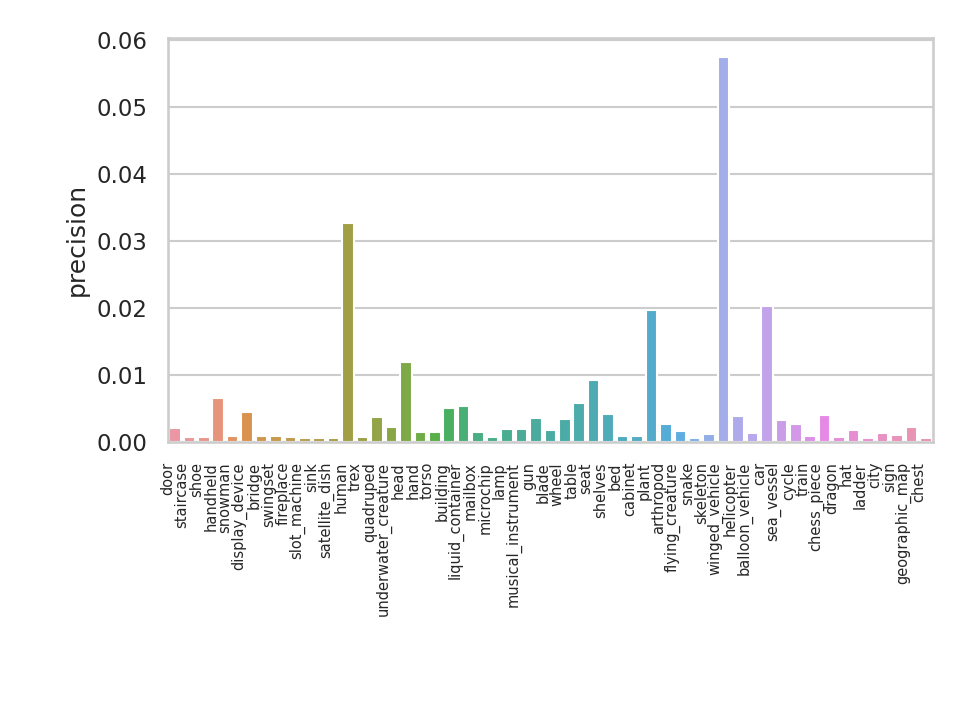 0.06
0.05
0.04
0.03
0.02
0.01
0.00
precision
door
staircase
shoe
handheld
snowman
display_device
bridge
swingset
fireplace
slot_machine
sink
satellite_dish
human
trex
quadruped
underwater_creature
head
hand
torso
building
liquid_container
mailbox
microchip
lamp
musical_instrument
gun
blade
wheel
table
seat
shelves
bed
cabinet
plant
arthropod
flying_creature
snake
skeleton
winged_vehicle
helicopter
balloon_vehicle
car
sea_vessel
cycle
train
chess_piece
dragon
hat
ladder
city
sign
geographic_map
chest